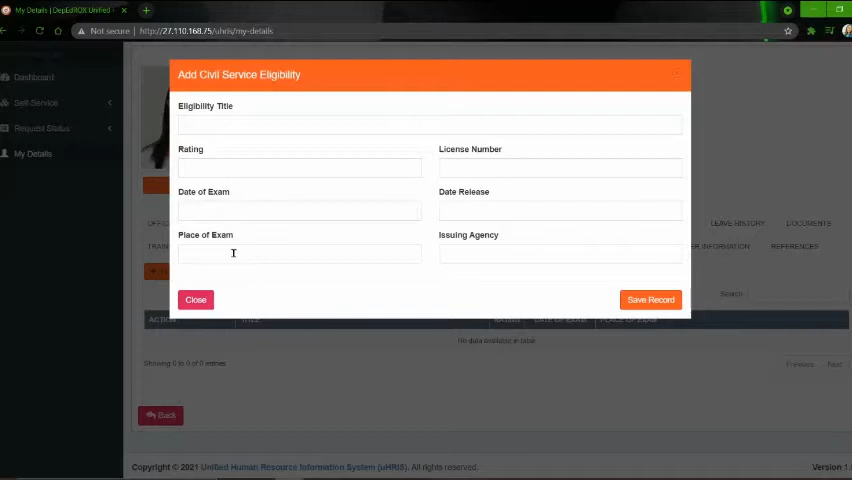 My Details | DepEdROX Unified
Not secure | http://27.110.168.75/uhris/my-details
Dashboard
Self-Service
Request Status
My Details
Add Civil Service Eligibility
Eligibility Title
Rating
License Number
Date of Exam
Date Release
Place of Exam
Issuing Agency
Close
Save Record
LEAVE HISTORY
DOCUMENTS
INFORMATION
REFERENCES
Search
ACTION
TITLE
RATING
DATE OF EXAM
PLACE OF EXAM
No data available in table
Showing 0 to 0 of 0 entries
Previous
Next
Back
Copyright © 2021 Unified Human Resource Information System (uHRIS). All rights reserved.
Version 1.